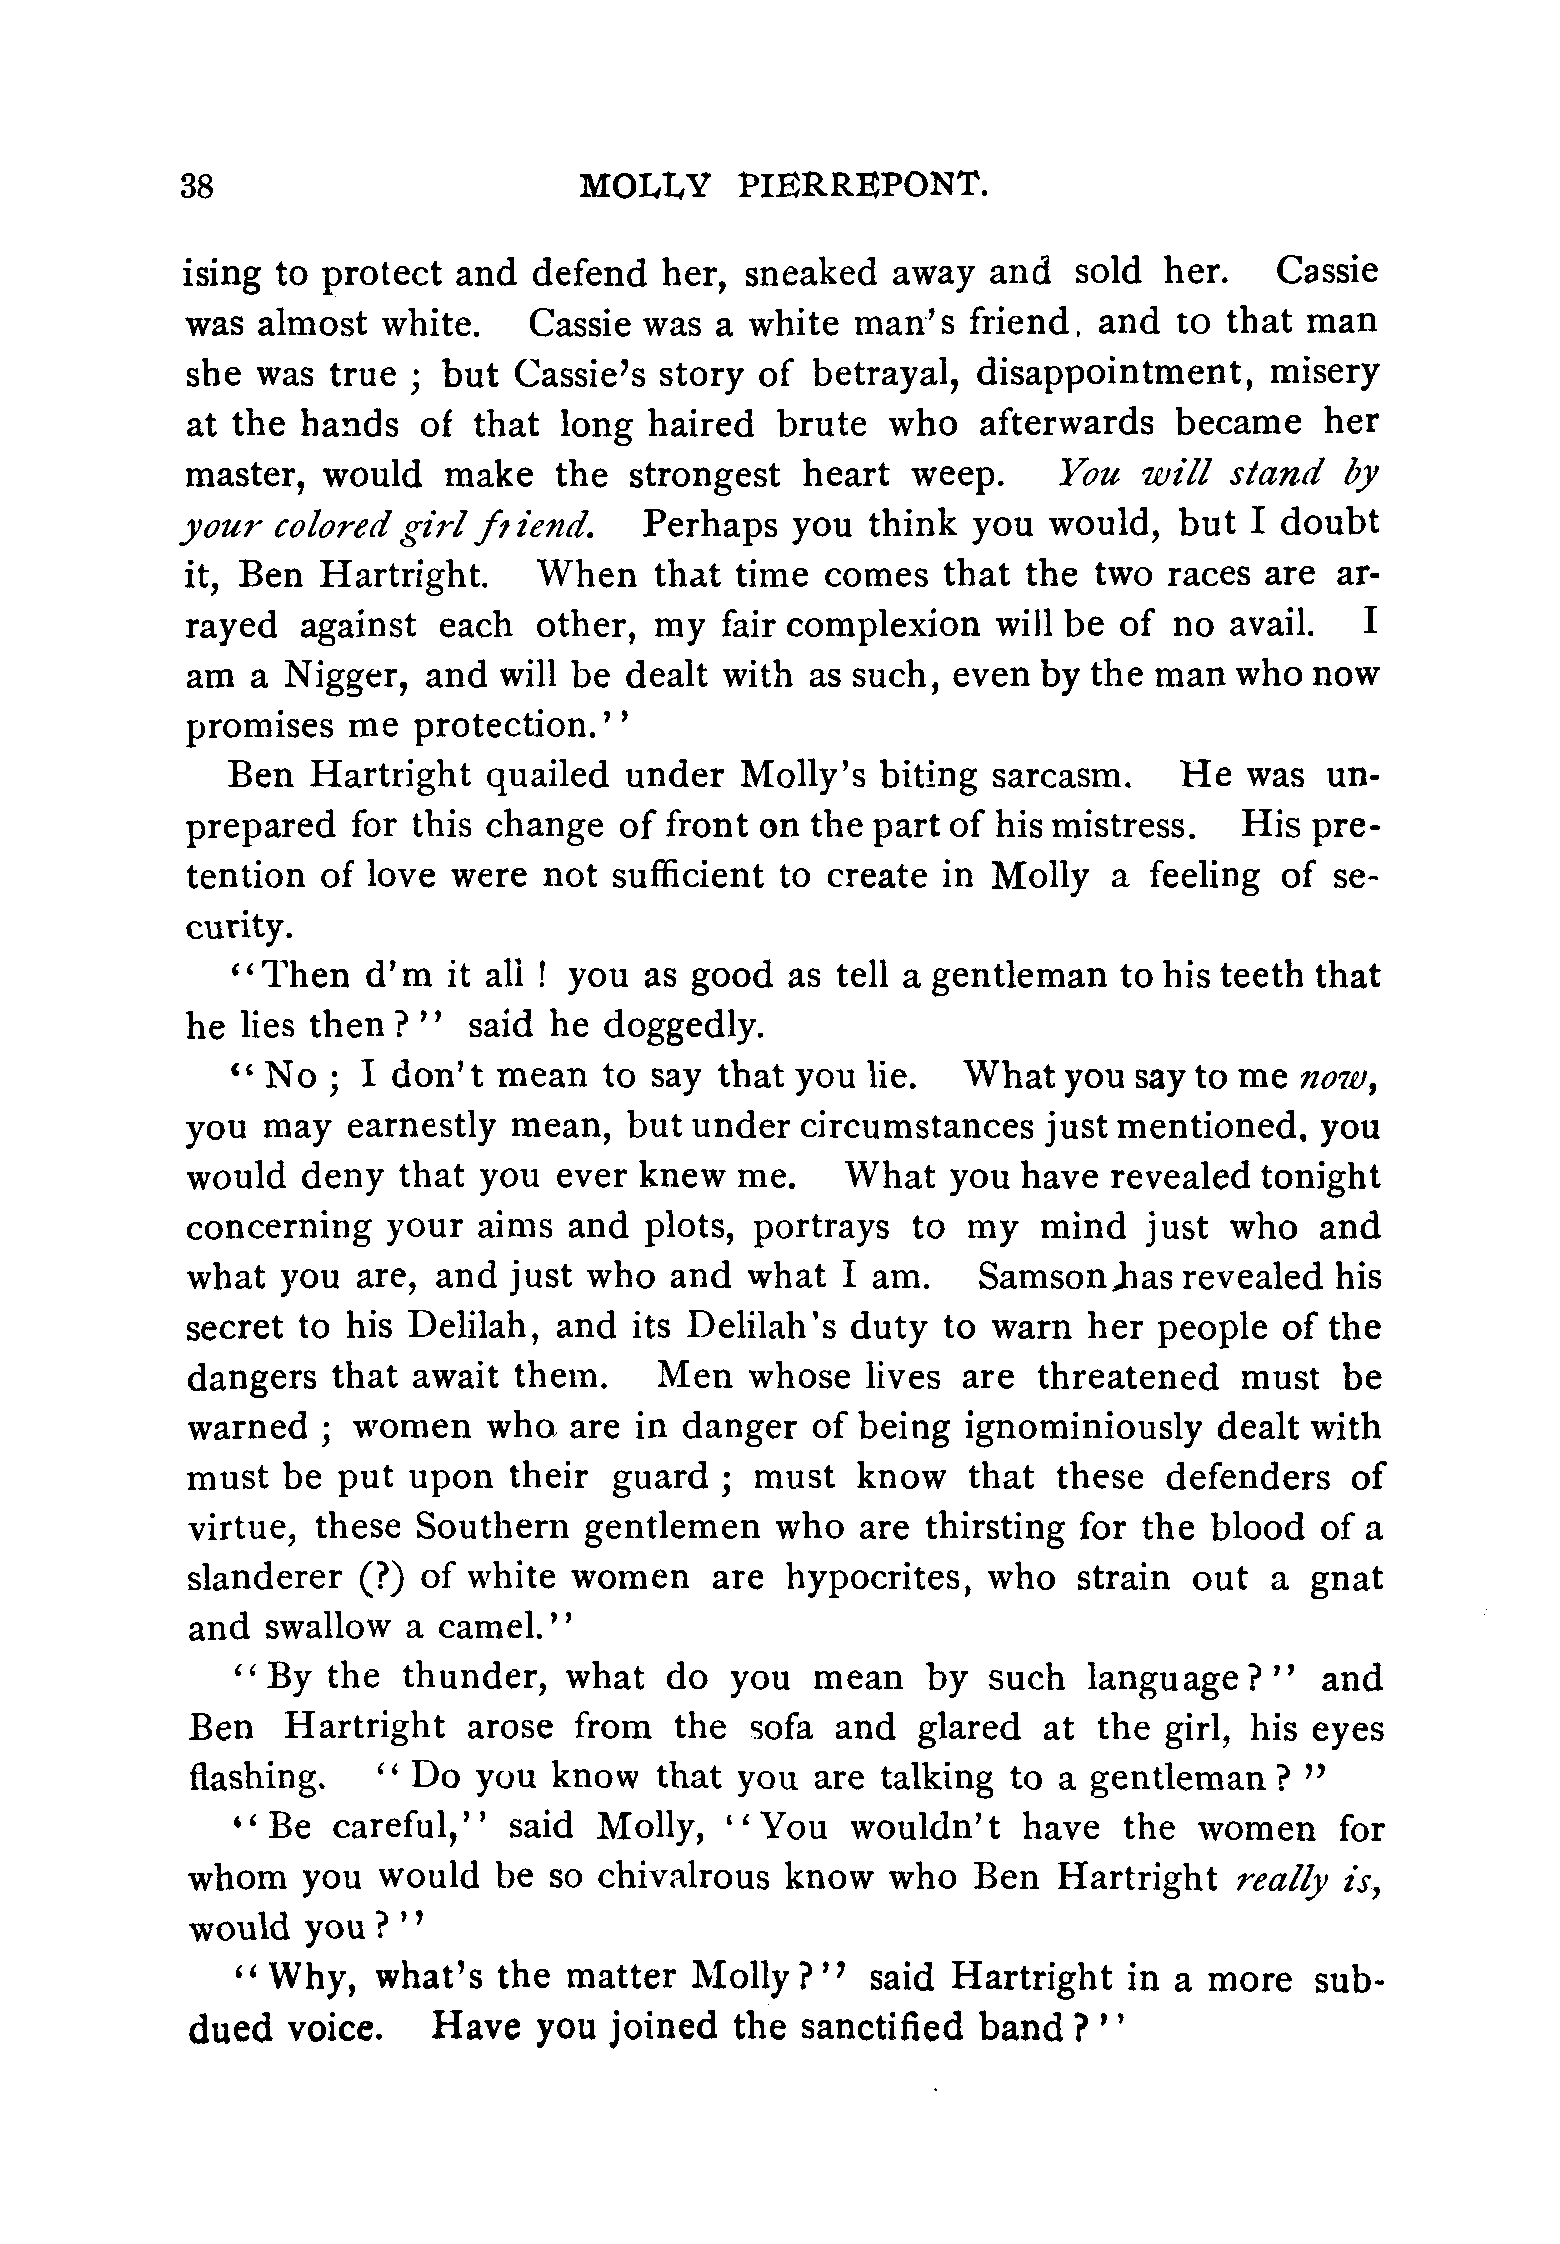 38 MOLLY PIERREPONT.
ising to protect and defend her, sneaked away and sold her. Cassie
was almost white. Cassie was a white man's friend, and to that man
she was true ; but Cassie's story of betrayal, disappointment, misery
at the hands of that long haired brute who afterwards became her
master, would make the strongest heart weep. You will stand by
your colored girl friend. Perhaps you think you would, but I doubt
it, Ben Hartright. When that time comes that the two races are ar-
rayed against each other, my fair complexion will be of no avail. I
am a Nigger, and will be dealt with as such, even by the man who now
promises me protection.''
Ben Hartright quailed under Molly's biting sarcasm. He was un-
prepared for this change of front on the part of his mistress. His pre-
tention of love were not sufficient to create in Molly a feeling of se-
curity.
"Then d'm it all ! you as good as tell a gentleman to his teeth that
he lies then?" said he doggedly.
"No ; I don't mean to say that you lie. What you say to me now,
you may earnestly mean, but under circumstances just mentioned, you
would deny that you ever knew me. What you have revealed tonight
concerning your aims and plots, portrays to my mind just who and
what you are, and just who and what I am. Samson has revealed his
secret to his Delilah, and its Delilah's duty to warn her people of the
dangers that await them. Men whose lives are threatened must be
warned ; women who are in danger of being ignominiously dealt with
must be put upon their guard ; must know that these defenders of
virtue, these Southern gentlemen who are thirsting for the blood of a
slanderer (?) of white women are hypocrites, who strain out a gnat
and swallow a camel."
"By the thunder, what do you mean by such language?" and
Ben Hartright arose from the sofa and glared at the girl, his eyes
flashing. "Do you know that you are talking to a gentleman?"
"Be careful," said Molly, "You wouldn't have the women for
whom you would be so chivalrous know who Ben Hartright really is,
would you?"
"Why, what's the matter Molly?" said Hartright in a more sub-
dued voice. Have you joined the sanctified band?"